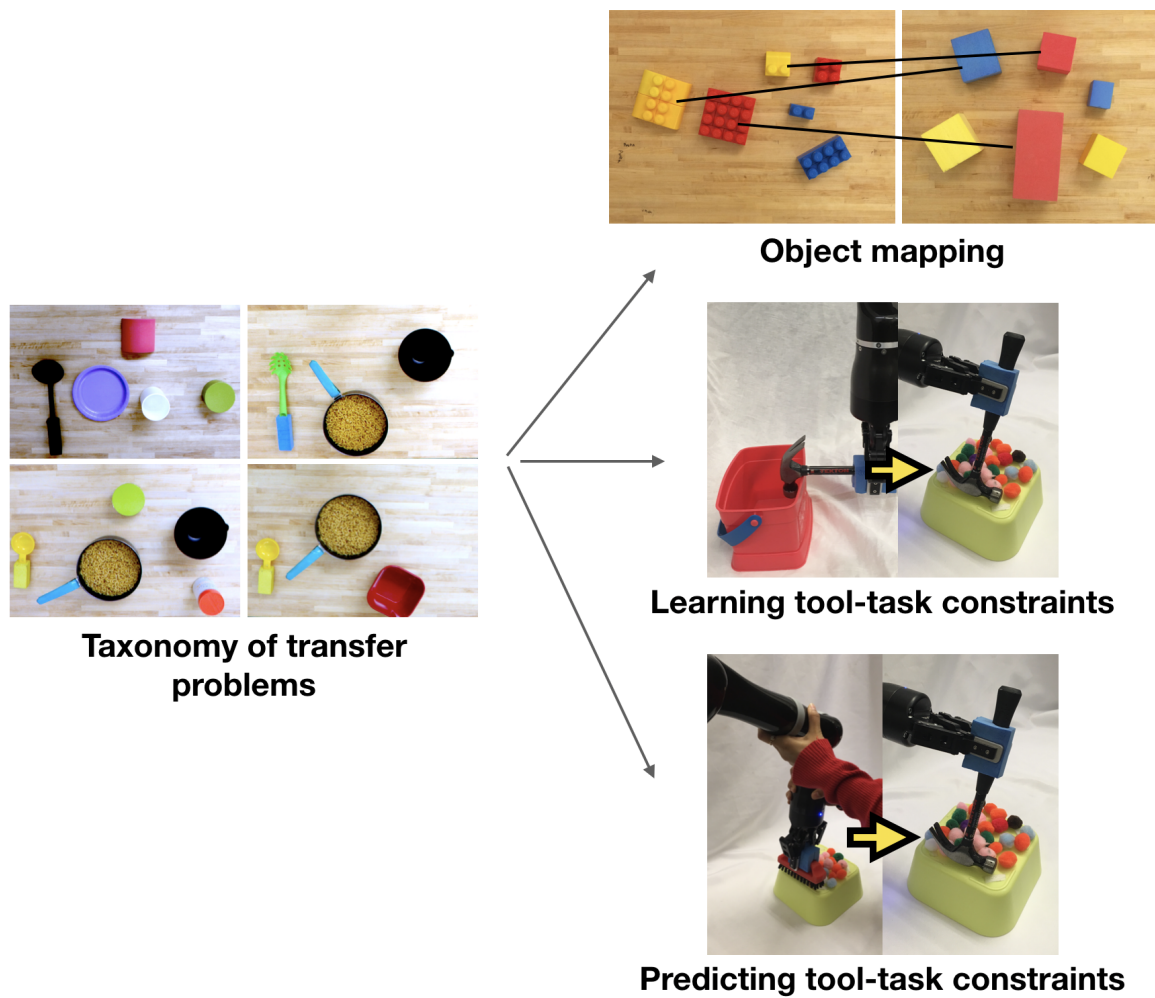 Object mapping
Learning tool-task constraints
Taxonomy of transfer
problems
Predicting tool-task constraints